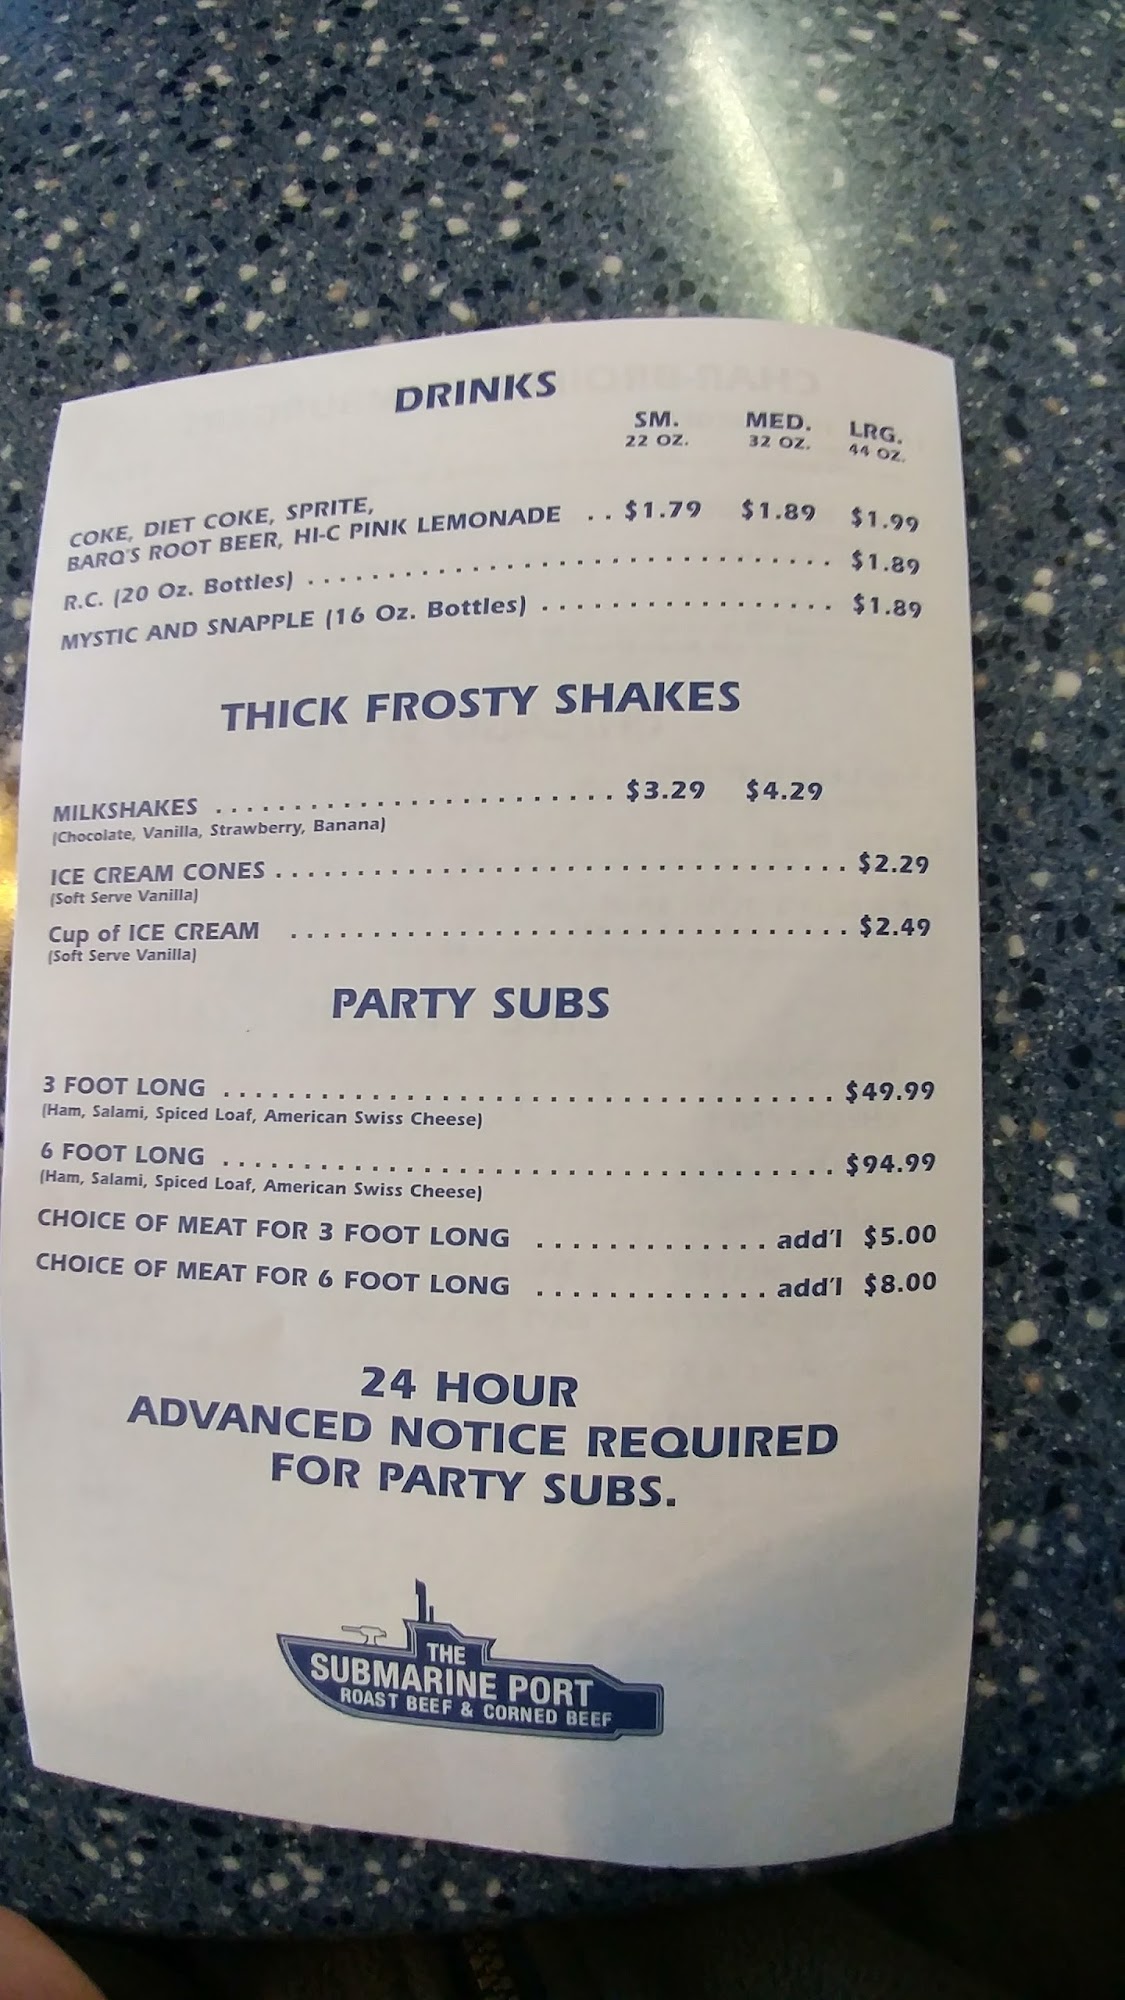 DRINKS
SM. MED. LRG.
22 OZ. 32 OZ. 44 OZ.
COKE, DIET COKE, SPRITE,
BARQ'S ROOT BEER, HI-C PINK LEMONADE .. $1.79 $1.89 $1.99
R.C. (20 Oz. Bottles) .............................. $1.89
MYSTIC AND SNAPPLE (16 Oz. Bottles) ................. $1.89
THICK FROSTY SHAKES
MILKSHAKES .......................... $3.29 $4.29
(Chocolate, Vanilla, Strawberry, Banana)
ICE CREAM CONES ................................ $2.29
(Soft Serve Vanilla)
Cup of ICE CREAM ............................... $2.49
(Soft Serve Vanilla)
PARTY SUBS
3 FOOT LONG .................................. $49.99
(Ham, Salami, Spiced Loaf, American Swiss Cheese)
6 FOOT LONG .................................. $94.99
(Ham, Salami, Spiced Loaf, American Swiss Cheese)
CHOICE OF MEAT FOR 3 FOOT LONG ............. add'l $5.00
CHOICE OF MEAT FOR 6 FOOT LONG ............. add'l $8.00
24 HOUR
ADVANCED NOTICE REQUIRED
FOR PARTY SUBS.
THE
SUBMARINE PORT
ROAST BEEF & CORNED BEEF